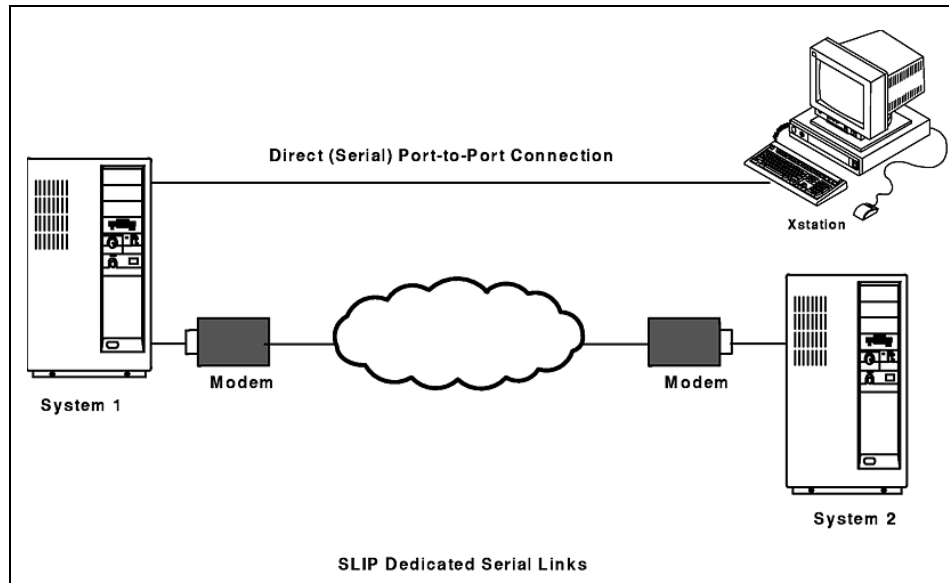 Direct (Serial) Port-to-Port Connection
Xstation
Modem
Modem
System 1
System 2
SLIP Dedicated Serial Links